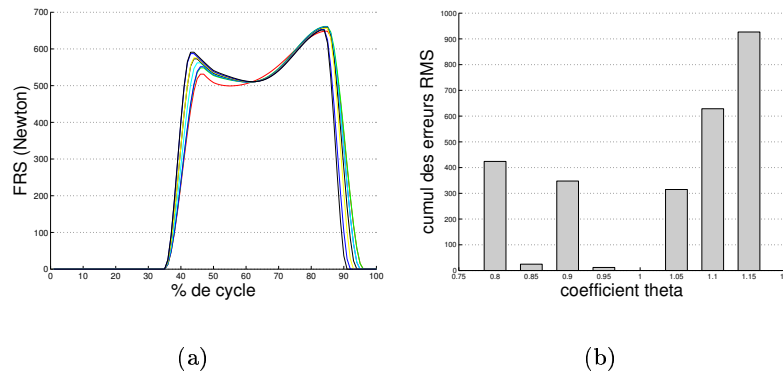 700
600
500
400
300
200
100
0
FRS (Newton)
0 10 20 30 40 50 60 70 80 90 100
% de cycle
(a)
1000
900
800
700
600
500
400
300
200
100
0
cumul des erreurs RMS
0.75 0.8 0.85 0.9 0.95 1 1.05 1.1 1.15
coefficient theta
(b)